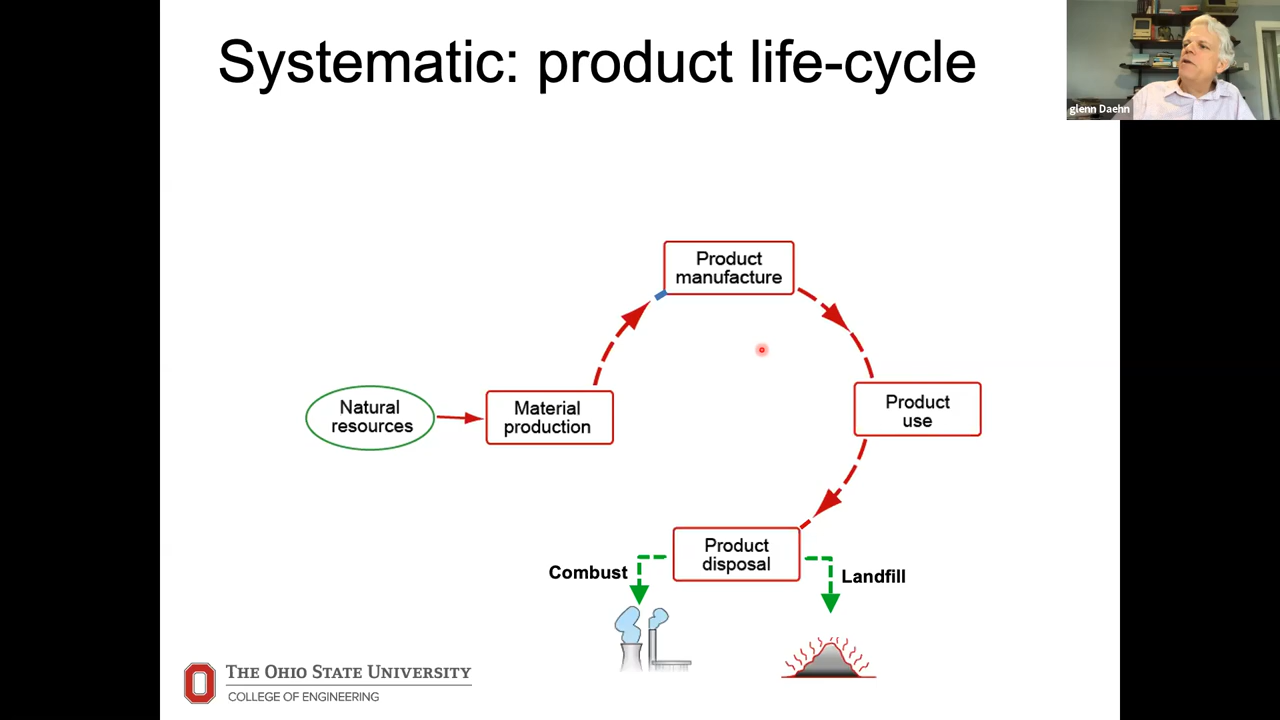 Systematic: product life-cycle
glenn Daehn
Product
manufacture
Natural
resources
Material
production
Product
use
Product
disposal
Combust
Landfill
THE OHIO STATE UNIVERSITY
COLLEGE OF ENGINEERING